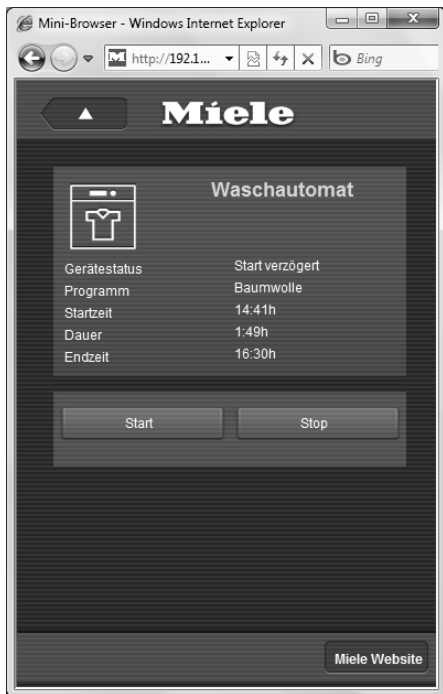 Mini-Browser - Windows Internet Explorer
http://192.1...
Bing
Miele
Waschautomat
Gerätestatus Start verzögert
Programm Baumwolle
Startzeit 14:41h
Dauer 1:49h
Endzeit 16:30h
Start Stop
Miele Website